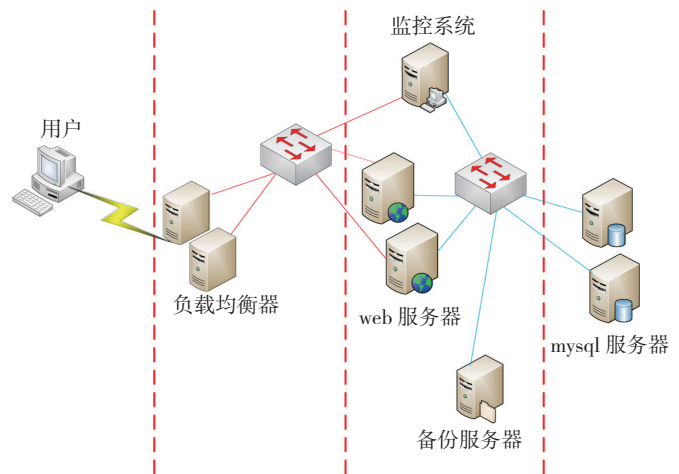 监控系统
用户
负载均衡器
web 服务器
mysql 服务器
备份服务器